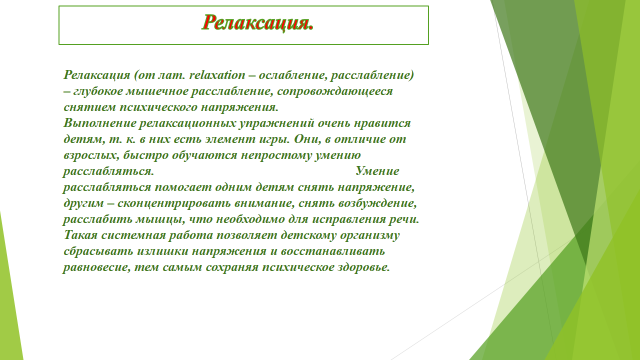 Релаксация.
Релаксация (от лат. relaxation – ослабление, расслабление)
– глубокое мышечное расслабление, сопровождающееся
снятием психического напряжения.
Выполнение релаксационных упражнений очень нравится
детям, т. к. в них есть элемент игры. Они, в отличие от
взрослых, быстро обучаются непростому умению
расслабляться. Умение
расслабляться помогает одним детям снять напряжение,
другим – сконцентрировать внимание, снять возбуждение,
расслабить мышцы, что необходимо для исправления речи.
Такая системная работа позволяет детскому организму
сбрасывать излишки напряжения и восстанавливать
равновесие, тем самым сохраняя психическое здоровье.